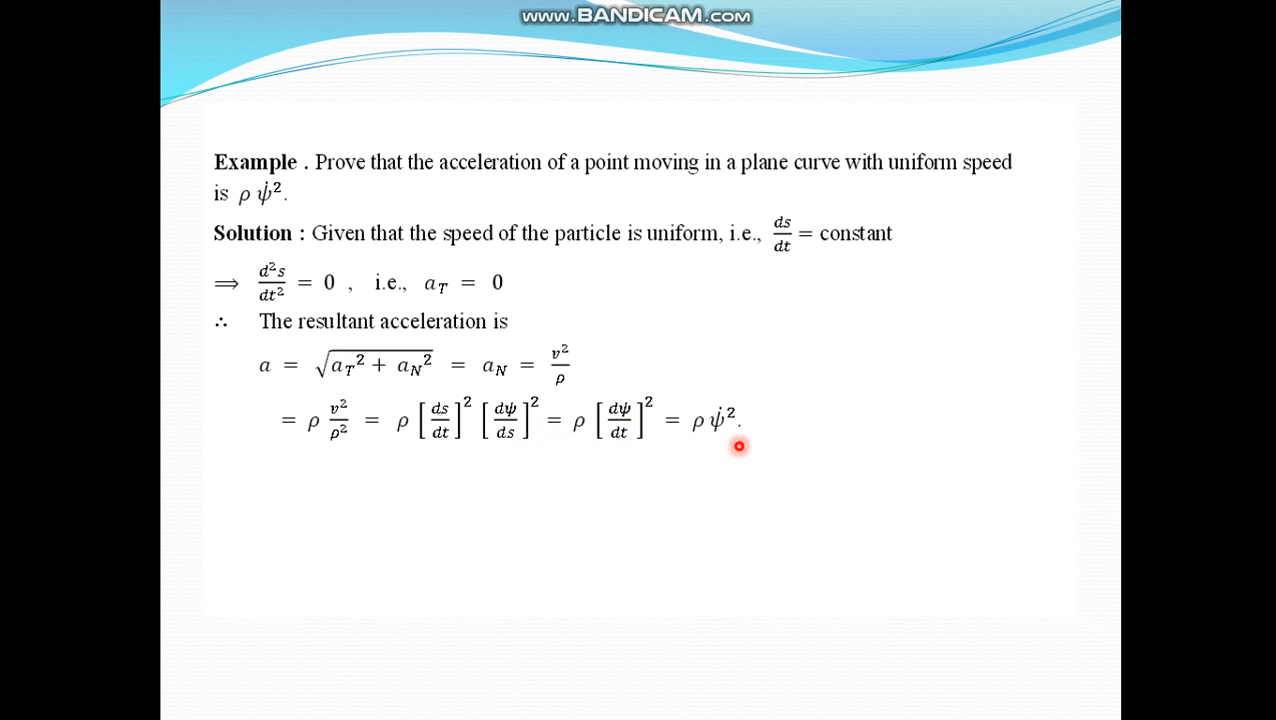 www.BANDICAM.com
Example . Prove that the acceleration of a point moving in a plane curve with uniform speed
is ρ ψ̇².
Solution : Given that the speed of the particle is uniform, i.e., ds/dt = constant
⟹ d²s/dt² = 0 , i.e., a_T = 0
∴ The resultant acceleration is
a = √(a_T² + a_N²) = a_N = v²/ρ
= ρ v²/ρ² = ρ [ds/dt]² [dψ/ds]² = ρ [dψ/dt]² = ρ ψ̇².